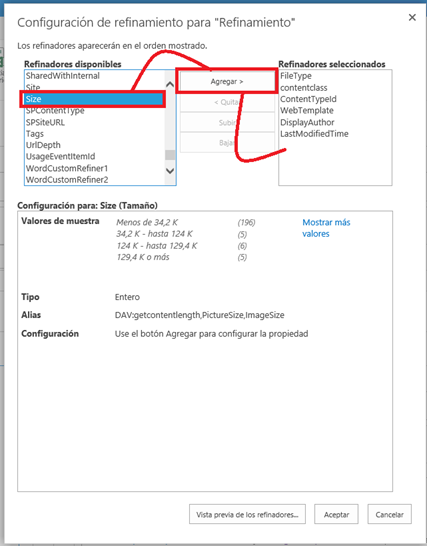 Configuración de refinamiento para "Refinamiento"
Los refinadores aparecerán en el orden mostrado.
Refinadores disponibles
SharedWithInternal
Site
Size
SPContentType
SPSiteURL
Tags
UrlDepth
UsageEventItemId
WordCustomRefiner1
WordCustomRefiner2
Agregar >
< Quitar
Subir
Bajar
Refinadores seleccionados
FileType
contentclass
ContentTypeId
WebTemplate
DisplayAuthor
LastModifiedTime
Configuración para: Size (Tamaño)
Valores de muestra
Menos de 34,2 K (196)
34,2 K - hasta 124 K (5)
124 K - hasta 129,4 K (6)
129,4 K o más (5)
Mostrar más
valores
Tipo Entero
Alias DAV:getcontentlength,PictureSize,ImageSize
Configuración Use el botón Agregar para configurar la propiedad
Vista previa de los refinadores... Aceptar Cancelar